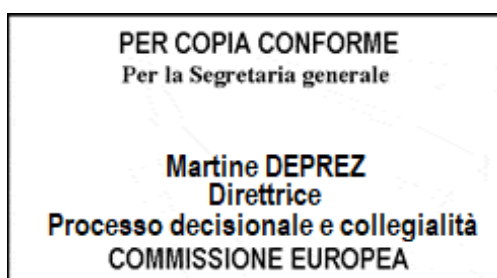 PER COPIA CONFORME
Per la Segretaria generale
Martine DEPREZ
Direttrice
Processo decisionale e collegialità
COMMISSIONE EUROPEA